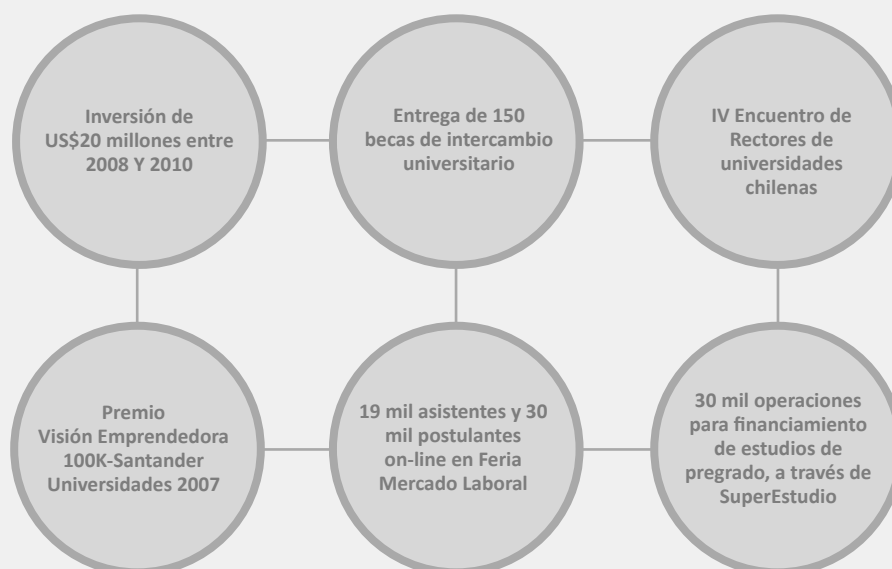 Inversión de
US$20 millones entre
2008 Y 2010
Entrega de 150
becas de intercambio
universitario
IV Encuentro de
Rectores de
universidades
chilenas
Premio
Visión Emprendedora
100K-Santander
Universidades 2007
19 mil asistentes y 30
mil postulantes
on-line en Feria
Mercado Laboral
30 mil operaciones
para financiamiento
de estudios de
pregrado, a través de
SuperEstudio